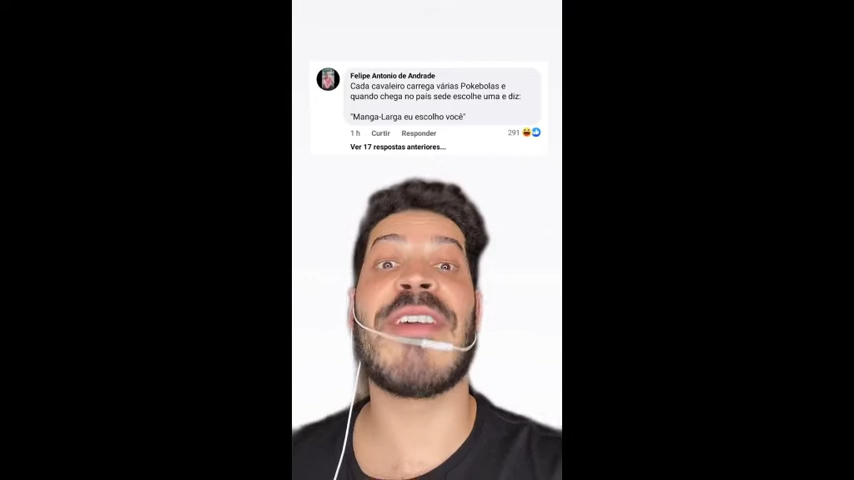 Felipe Antonio de Andrade
Cada cavaleiro carrega várias Pokebolas e
quando chega no país sede escolhe uma e diz:
"Manga-Larga eu escolho você"
1 h Curtir Responder 291
Ver 17 respostas anteriores...